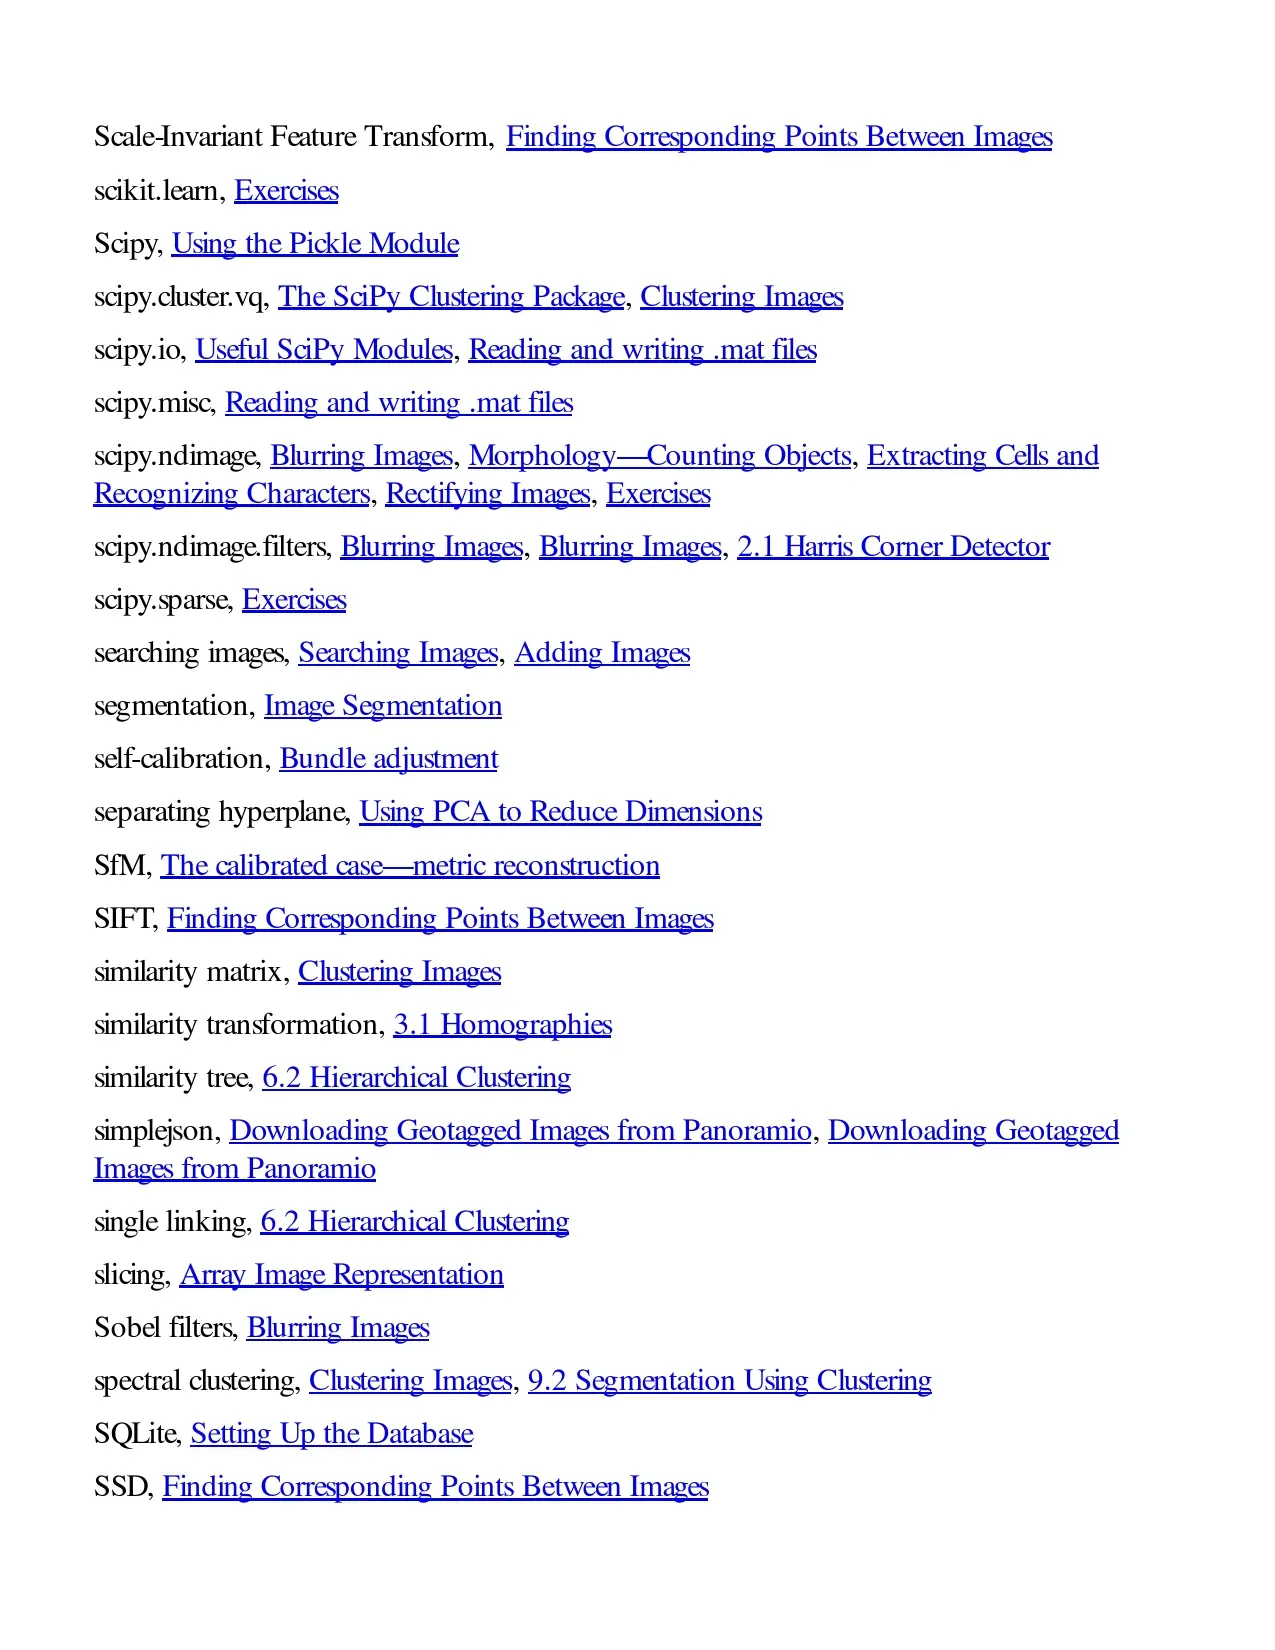 Scale-Invariant Feature Transform, Finding Corresponding Points Between Images
scikit.learn, Exercises
Scipy, Using the Pickle Module
scipy.cluster.vq, The SciPy Clustering Package, Clustering Images
scipy.io, Useful SciPy Modules, Reading and writing .mat files
scipy.misc, Reading and writing .mat files
scipy.ndimage, Blurring Images, Morphology—Counting Objects, Extracting Cells and
Recognizing Characters, Rectifying Images, Exercises
scipy.ndimage.filters, Blurring Images, Blurring Images, 2.1 Harris Corner Detector
scipy.sparse, Exercises
searching images, Searching Images, Adding Images
segmentation, Image Segmentation
self-calibration, Bundle adjustment
separating hyperplane, Using PCA to Reduce Dimensions
SfM, The calibrated case—metric reconstruction
SIFT, Finding Corresponding Points Between Images
similarity matrix, Clustering Images
similarity transformation, 3.1 Homographies
similarity tree, 6.2 Hierarchical Clustering
simplejson, Downloading Geotagged Images from Panoramio, Downloading Geotagged
Images from Panoramio
single linking, 6.2 Hierarchical Clustering
slicing, Array Image Representation
Sobel filters, Blurring Images
spectral clustering, Clustering Images, 9.2 Segmentation Using Clustering
SQLite, Setting Up the Database
SSD, Finding Corresponding Points Between Images